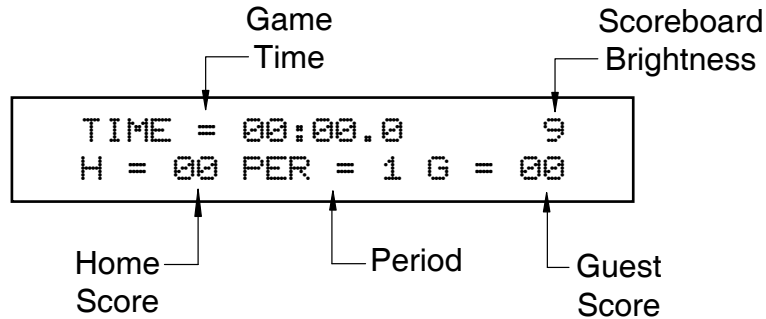 Game
Time
Scoreboard
Brightness
TIME = 00:00.0 9
H = 00 PER = 1 G = 00
Home
Score
Period
Guest
Score